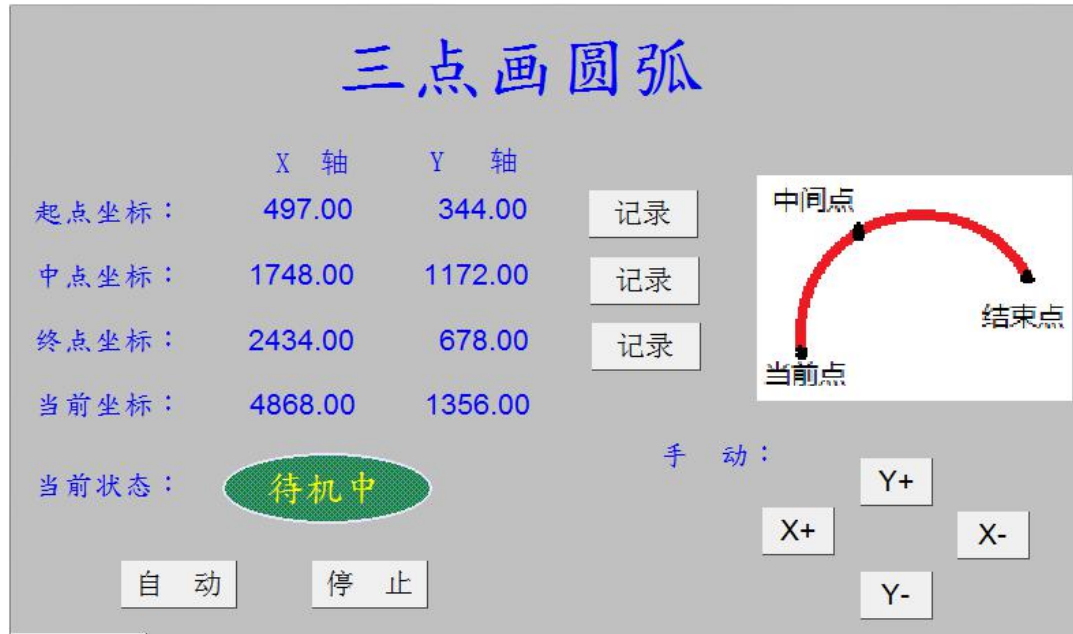 三点画圆弧
X 轴 Y 轴
起点坐标： 497.00 344.00 记录
中点坐标： 1748.00 1172.00 记录
终点坐标： 2434.00 678.00 记录
当前坐标： 4868.00 1356.00
当前状态： 待机中
自 动 停 止
中间点
结束点
当前点
手 动：
Y+
X+ X-
Y-